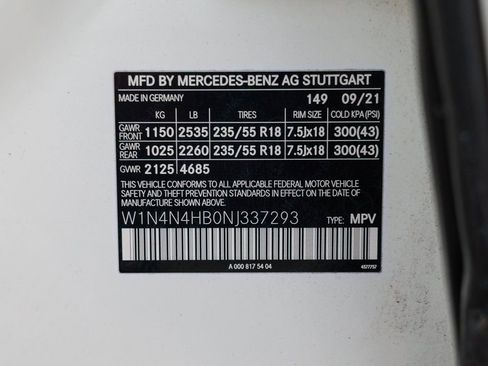 MFD BY MERCEDES-BENZ AG STUTTGART
MADE IN GERMANY 149 09/21
KG LB TIRES RIM SIZE COLD KPA(PSI)
GAWR FRONT 1150 2535 235/55 R18 7.5Jx18 300(43)
GAWR REAR 1025 2260 235/55 R18 7.5Jx18 300(43)
GVWR 2125 4685
THIS VEHICLE CONFORMS TO ALL APPLICABLE FEDERAL MOTOR VEHICLE
SAFETY, BUMPER, AND THEFT PREVENTION STANDARDS IN EFFECT ON THE DATE
OF MANUFACTURE SHOWN ABOVE.
W1N4N4HB0NJ337293 TYPE: MPV
A 000 817 54 04